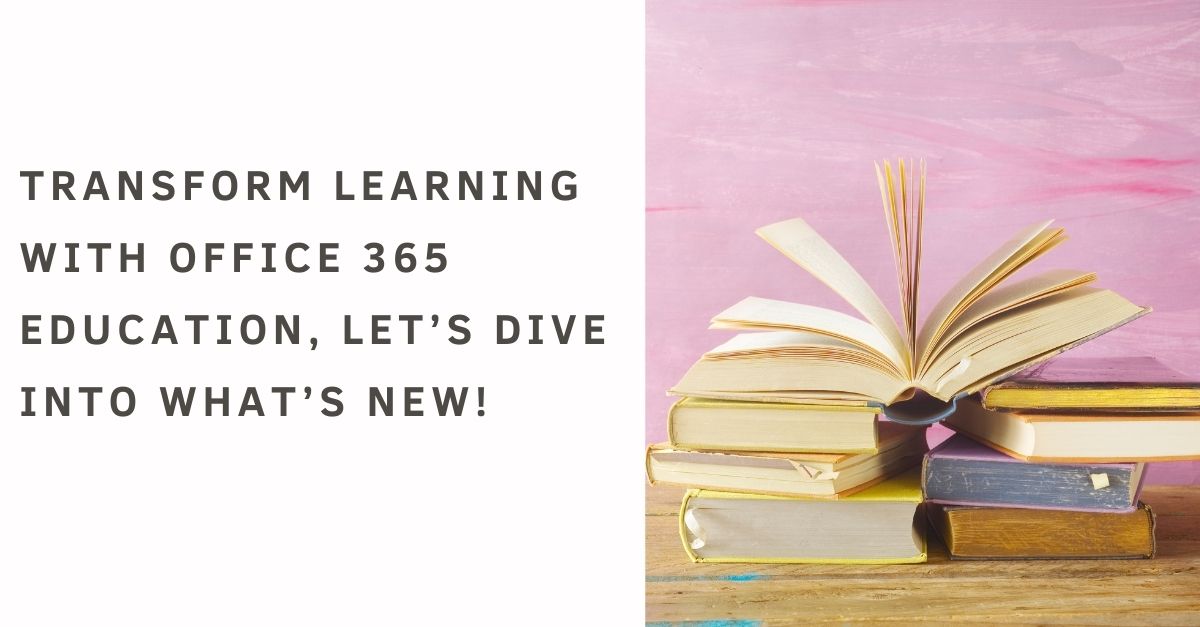 TRANSFORM LEARNING
WITH OFFICE 365
EDUCATION, LET’S DIVE
INTO WHAT’S NEW!